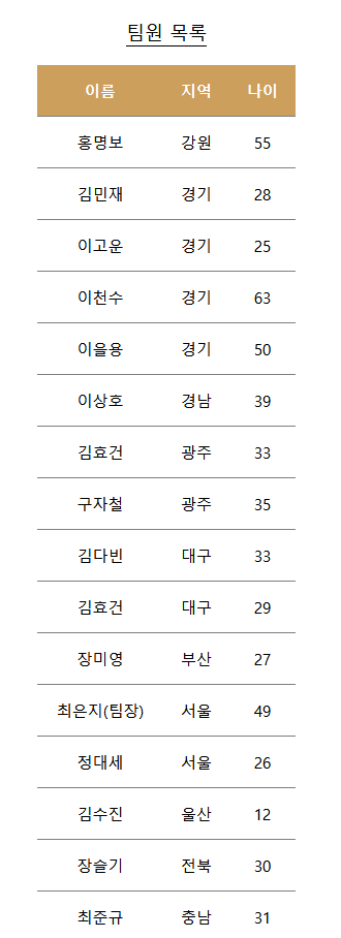 팀원 목록
이름 지역 나이
홍명보 강원 55
김민재 경기 28
이고운 경기 25
이천수 경기 63
이을용 경기 50
이상호 경남 39
김효건 광주 33
구자철 광주 35
김다빈 대구 33
김효건 대구 29
장미영 부산 27
최은지(팀장) 서울 49
정대세 서울 26
김수진 울산 12
장슬기 전북 30
최준규 충남 31